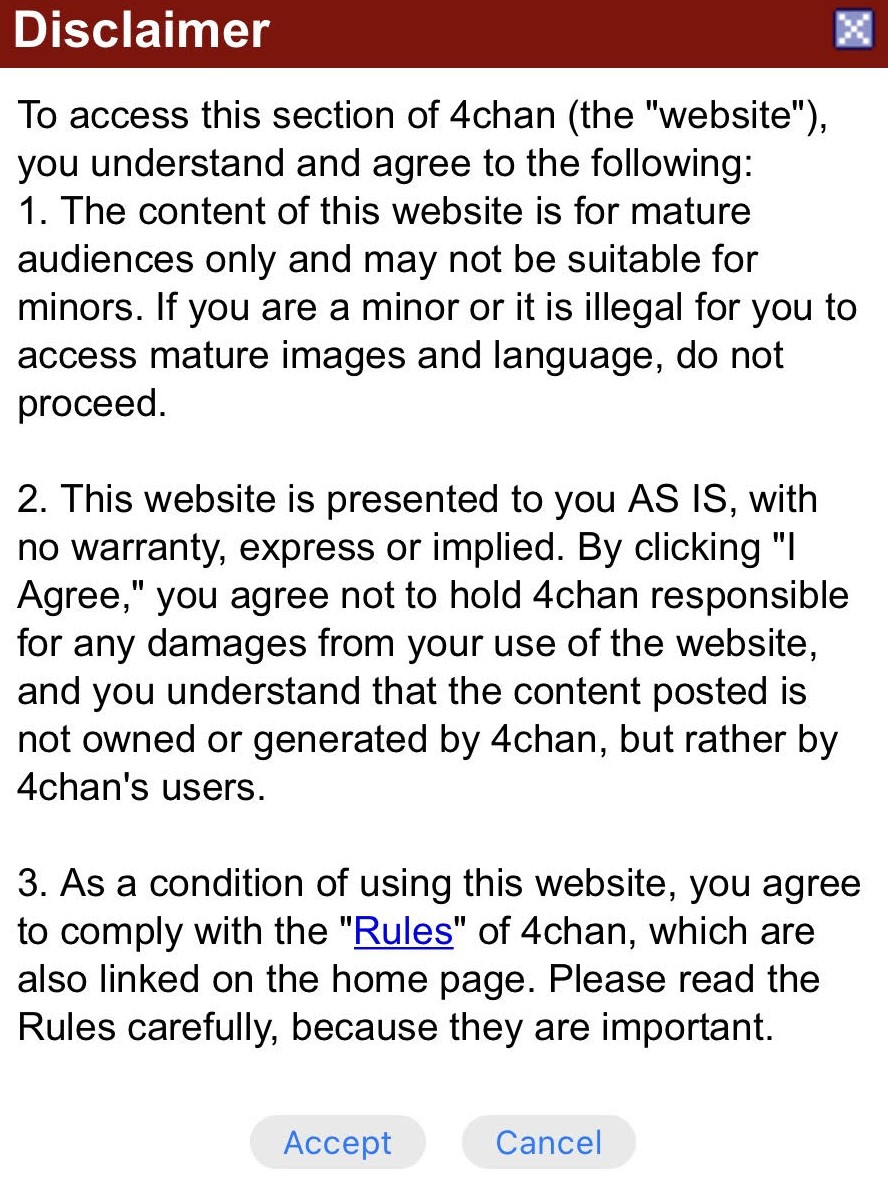 Disclaimer
To access this section of 4chan (the "website"),
you understand and agree to the following:
1. The content of this website is for mature
audiences only and may not be suitable for
minors. If you are a minor or it is illegal for you to
access mature images and language, do not
proceed.
2. This website is presented to you AS IS, with
no warranty, express or implied. By clicking "I
Agree," you agree not to hold 4chan responsible
for any damages from your use of the website,
and you understand that the content posted is
not owned or generated by 4chan, but rather by
4chan's users.
3. As a condition of using this website, you agree
to comply with the "Rules" of 4chan, which are
also linked on the home page. Please read the
Rules carefully, because they are important.
Accept Cancel